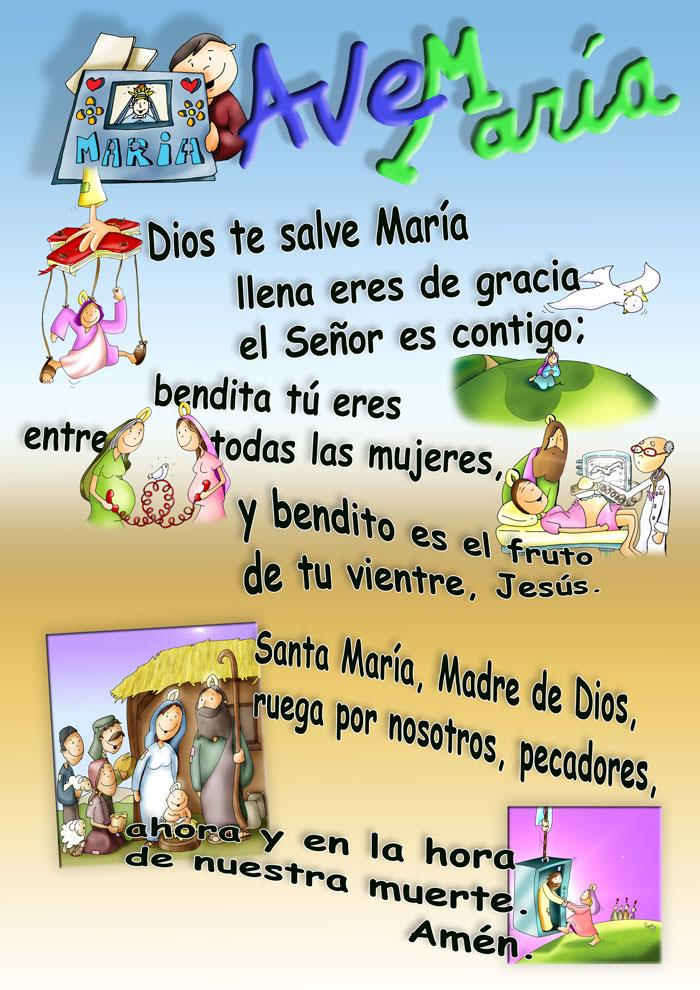 MARIA
Ave María
Dios te salve María
llena eres de gracia
el Señor es contigo;
bendita tú eres
entre todas las mujeres,
y bendito es el fruto
de tu vientre, Jesús.
Santa María, Madre de Dios,
ruega por nosotros, pecadores,
ahora y en la hora
de nuestra muerte.
Amén.